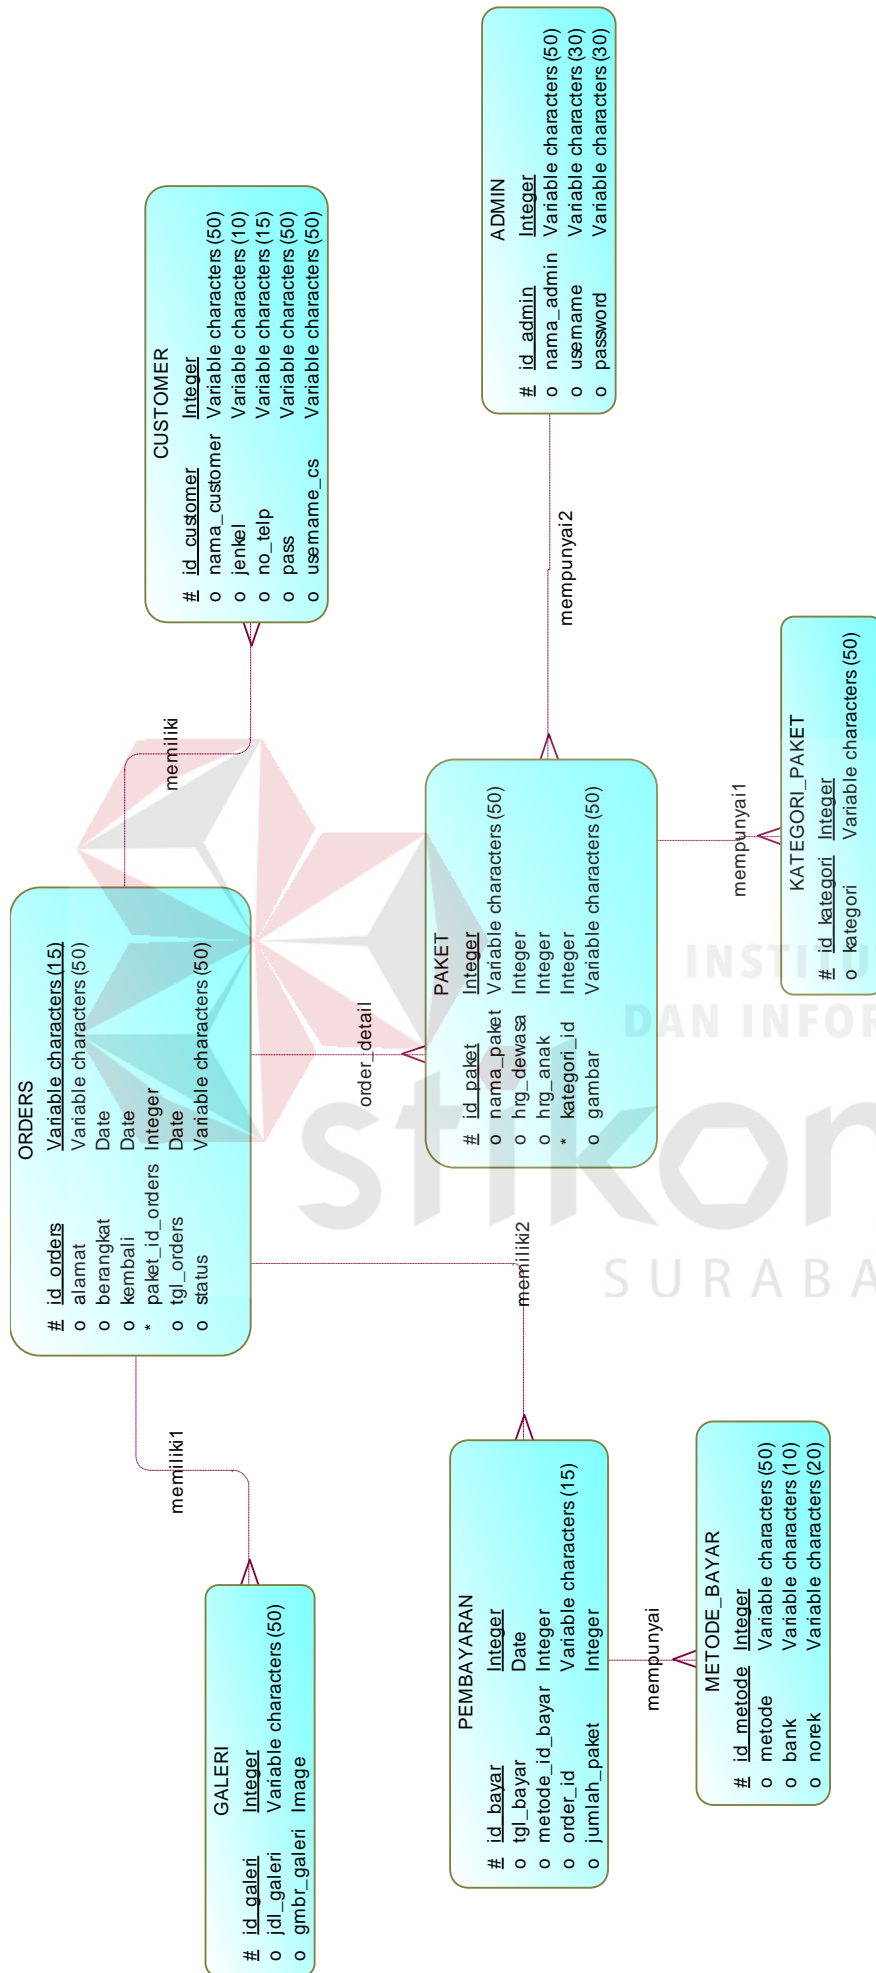 CUSTOMER
# id_customer Integer
o nama_customer Variable characters (50)
o jenkel Variable characters (10)
o no_telp Variable characters (15)
o pass Variable characters (50)
o username_cs Variable characters (50)
ADMIN
# id_admin Integer
o nama_admin Variable characters (50)
o username Variable characters (30)
o password Variable characters (30)
memiliki
mempunyai2
ORDERS
# id_orders Variable characters (15)
o alamat Variable characters (50)
o berangkat Date
o kembali Date
* paket_id_orders Integer
o tgl_orders Date
o status Variable characters (50)
order_detail
PAKET
# id_paket Integer
o nama_paket Variable characters (50)
o hrg_dewasa Integer
o hrg_anak Integer
* kategori_id Integer
o gambar Variable characters (50)
mempunyai1
KATEGORI_PAKET
# id_kategori Integer
o kategori Variable characters (50)
memiliki1
memiliki2
GALERI
# id_galeri Integer
o jdl_galeri Variable characters (50)
o gmbr_galeri Image
PEMBAYARAN
# id_bayar Integer
o tgl_bayar Date
o metode_id_bayar Integer
o order_id Variable characters (15)
o jumlah_paket Integer
mempunyai
METODE_BAYAR
# id_metode Integer
o metode Variable characters (50)
o bank Variable characters (10)
o norek Variable characters (20)
INSTITU
DAN INFOR
stikon
SURABA